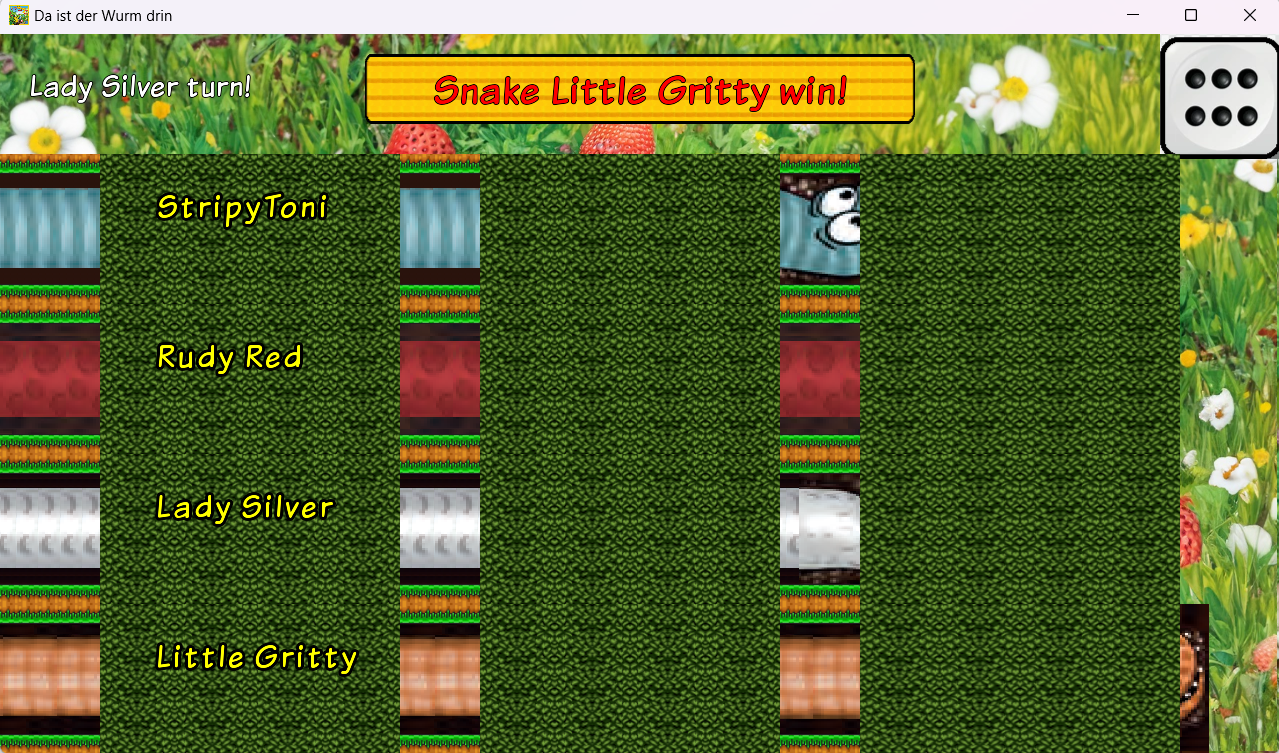 Da ist der Wurm drin
Lady Silver turn!
Snake Little Gritty win!
StripyToni
Rudy Red
Lady Silver
Little Gritty